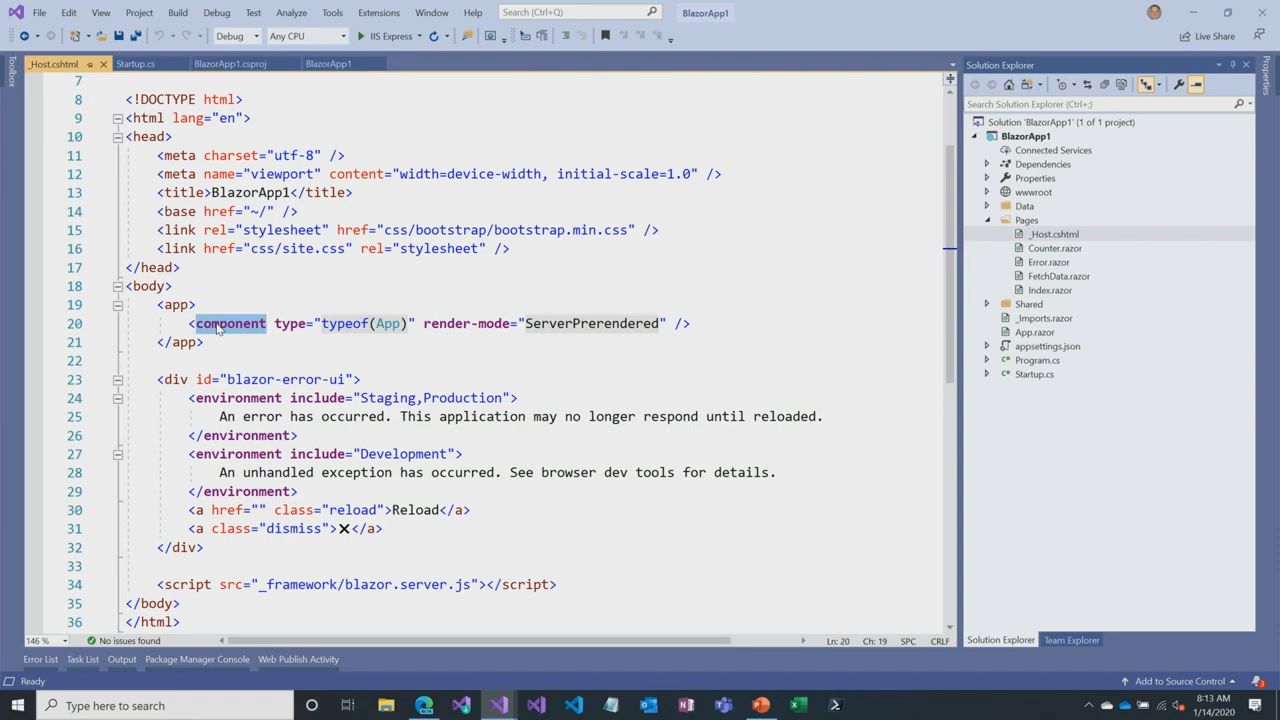 File Edit View Project Build Debug Test Analyze Tools Extensions Window Help Search (Ctrl+Q) BlazorApp1
Debug Any CPU IIS Express Live Share
_Host.cshtml Startup.cs BlazorApp1.csproj BlazorApp1
Toolbox
7
8 <!DOCTYPE html>
9 <html lang="en">
10 <head>
11 <meta charset="utf-8" />
12 <meta name="viewport" content="width=device-width, initial-scale=1.0" />
13 <title>BlazorApp1</title>
14 <base href="~/" />
15 <link rel="stylesheet" href="css/bootstrap/bootstrap.min.css" />
16 <link href="css/site.css" rel="stylesheet" />
17 </head>
18 <body>
19 <app>
20 <component type="typeof(App)" render-mode="ServerPrerendered" />
21 </app>
22
23 <div id="blazor-error-ui">
24 <environment include="Staging,Production">
25 An error has occurred. This application may no longer respond until reloaded.
26 </environment>
27 <environment include="Development">
28 An unhandled exception has occurred. See browser dev tools for details.
29 </environment>
30 <a href="" class="reload">Reload</a>
31 <a class="dismiss">🗙</a>
32 </div>
33
34 <script src="_framework/blazor.server.js"></script>
35 </body>
36 </html>
146 % No issues found Ln: 20 Ch: 19 SPC CRLF
Solution Explorer
Search Solution Explorer (Ctrl+;)
Solution 'BlazorApp1' (1 of 1 project)
BlazorApp1
Connected Services
Dependencies
Properties
wwwroot
Data
Pages
_Host.cshtml
Counter.razor
Error.razor
FetchData.razor
Index.razor
Shared
_Imports.razor
App.razor
appsettings.json
Program.cs
Startup.cs
Solution Explorer Team Explorer
Properties
Error List Task List Output Package Manager Console Web Publish Activity
Ready Add to Source Control 3
Type here to search 8:13 AM
1/14/2020 3